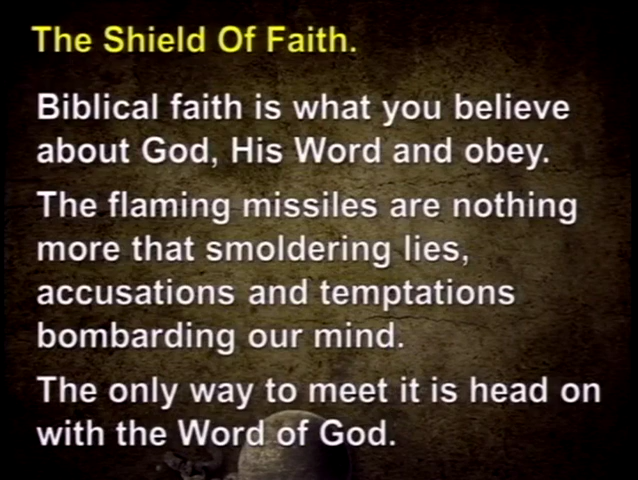 The Shield Of Faith.
Biblical faith is what you believe
about God, His Word and obey.
The flaming missiles are nothing
more that smoldering lies,
accusations and temptations
bombarding our mind.
The only way to meet it is head on
with the Word of God.